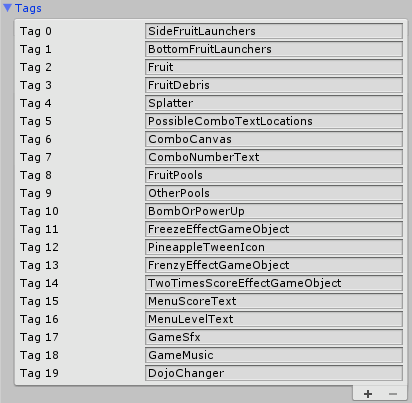 Tags
Tag 0 SideFruitLaunchers
Tag 1 BottomFruitLaunchers
Tag 2 Fruit
Tag 3 FruitDebris
Tag 4 Splatter
Tag 5 PossibleComboTextLocations
Tag 6 ComboCanvas
Tag 7 ComboNumberText
Tag 8 FruitPools
Tag 9 OtherPools
Tag 10 BombOrPowerUp
Tag 11 FreezeEffectGameObject
Tag 12 PineappleTweenIcon
Tag 13 FrenzyEffectGameObject
Tag 14 TwoTimesScoreEffectGameObject
Tag 15 MenuScoreText
Tag 16 MenuLevelText
Tag 17 GameSfx
Tag 18 GameMusic
Tag 19 DojoChanger
+ −